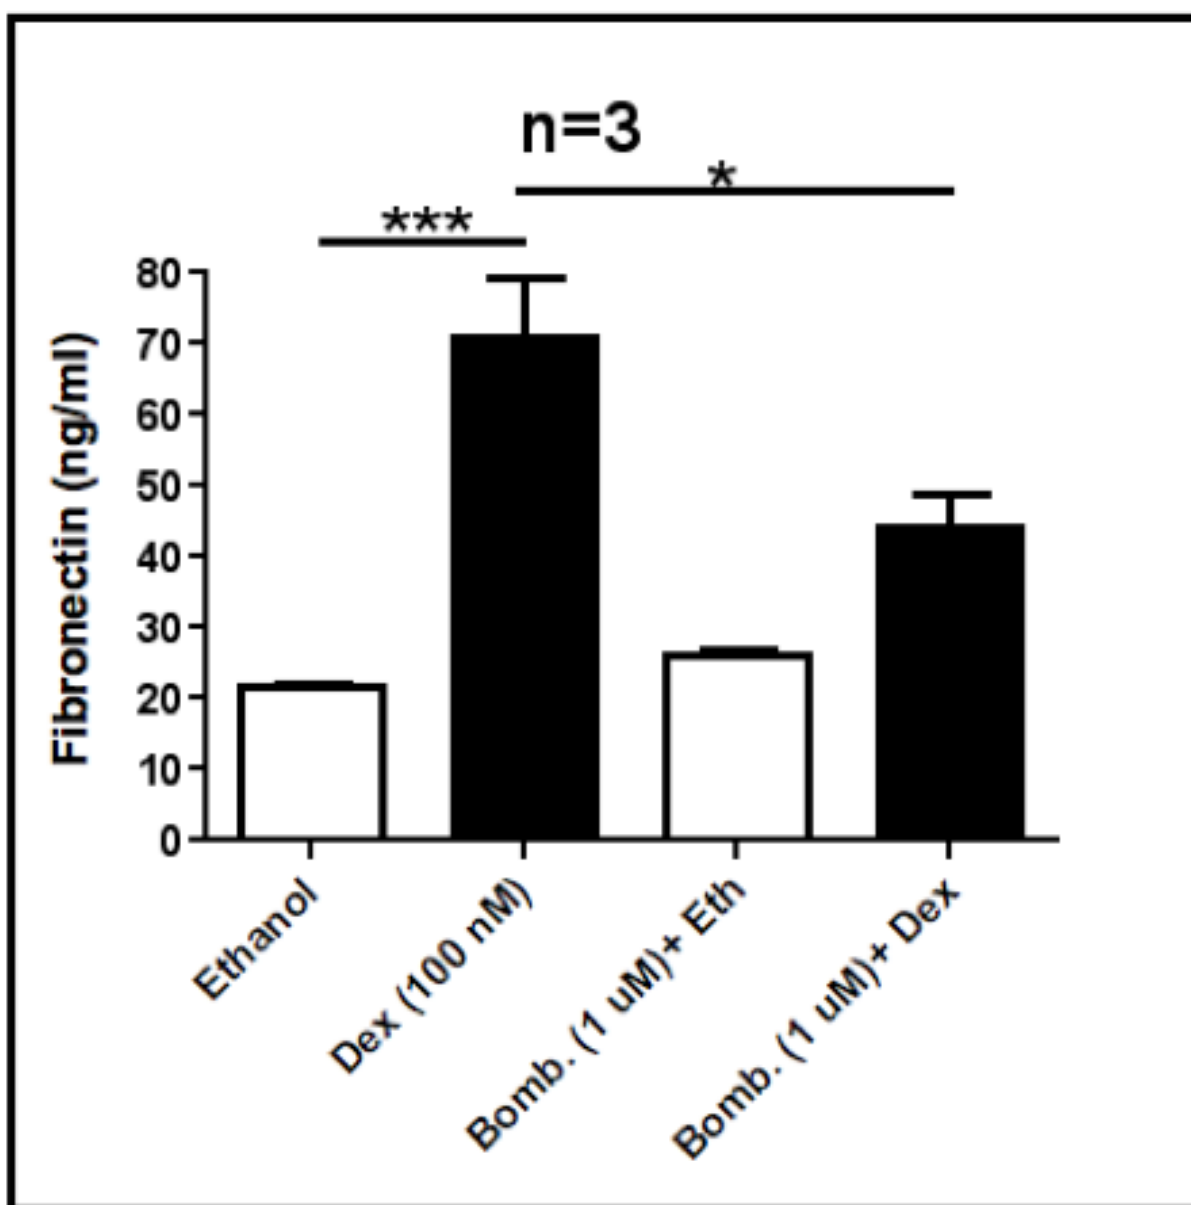 n=3
*
***
80
70
60
50
40
30
20
10
0
Fibronectin (ng/ml)
Ethanol
Dex (100 nM)
Bomb. (1 uM)+ Eth
Bomb. (1 uM)+ Dex